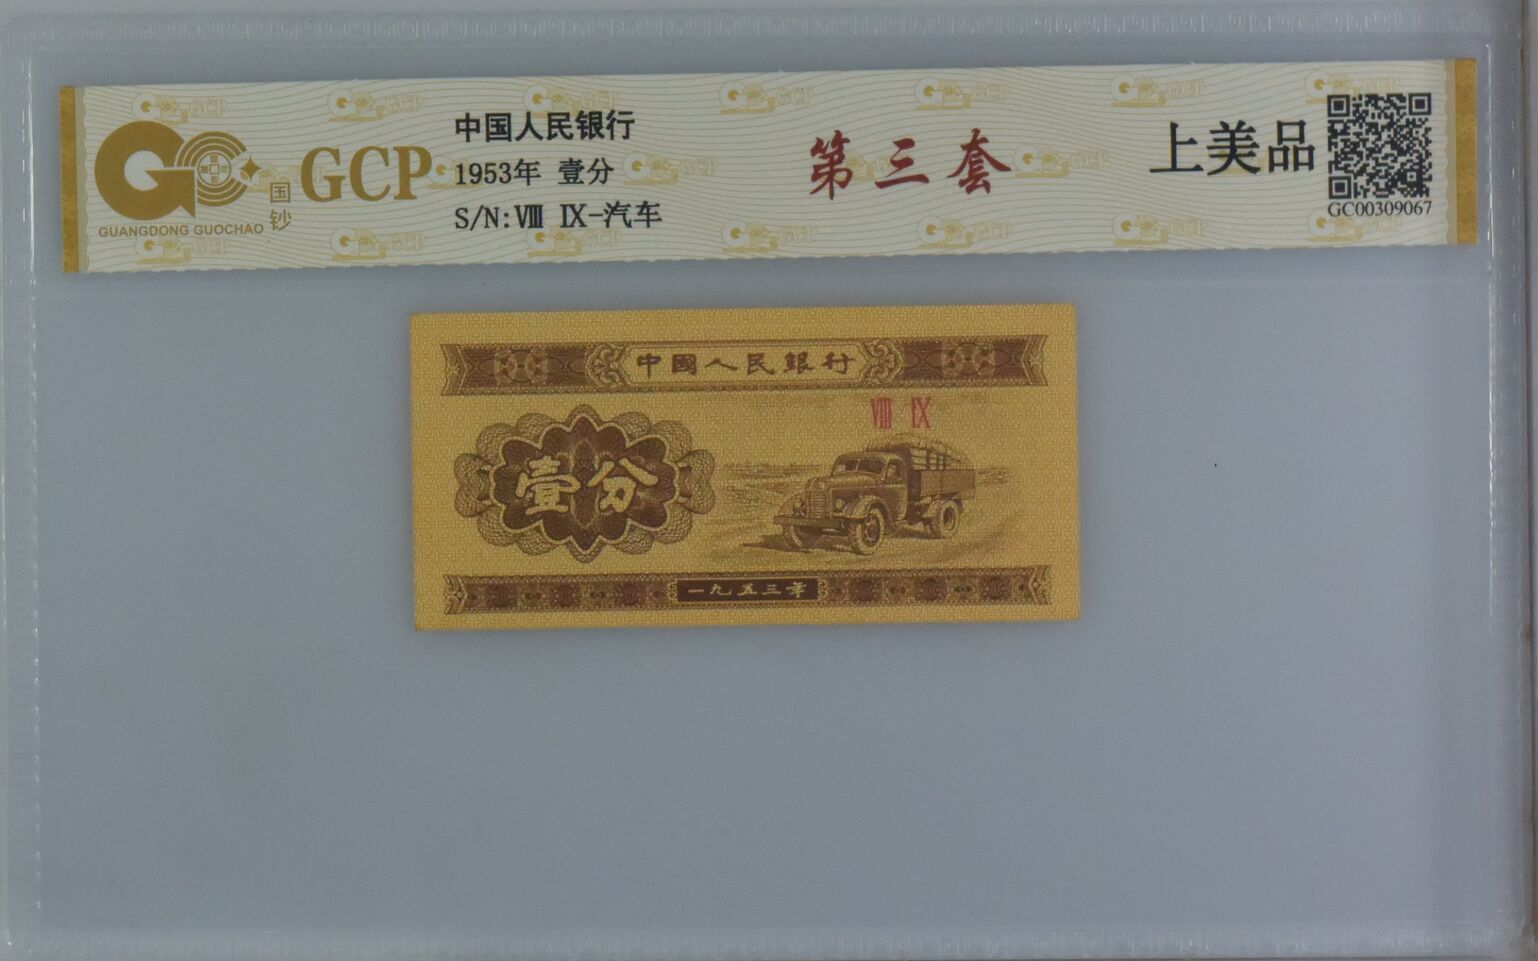 GUANGDONG GUOCHAO
国钞
GCP
中国人民银行
1953年 壹分
S/N:Ⅷ Ⅸ-汽车
第三套
上美品
GC00309067
中國人民銀行
Ⅷ Ⅸ
壹分
一九五三年